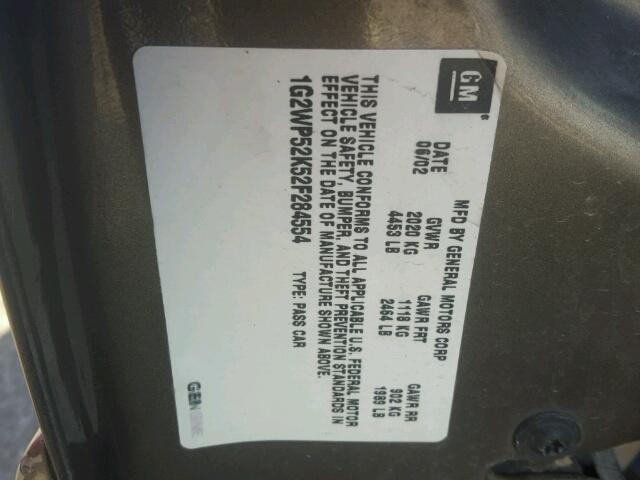 GM
MFD BY GENERAL MOTORS CORP
DATE GVWR GAWR FRT GAWR RR
06/02 2020 KG 1118 KG 902 KG
4453 LB 2464 LB 1989 LB
THIS VEHICLE CONFORMS TO ALL APPLICABLE U.S. FEDERAL MOTOR
VEHICLE SAFETY, BUMPER, AND THEFT PREVENTION STANDARDS IN
EFFECT ON THE DATE OF MANUFACTURE SHOWN ABOVE.
1G2WP52K52F284554 TYPE: PASS CAR
GENUINE